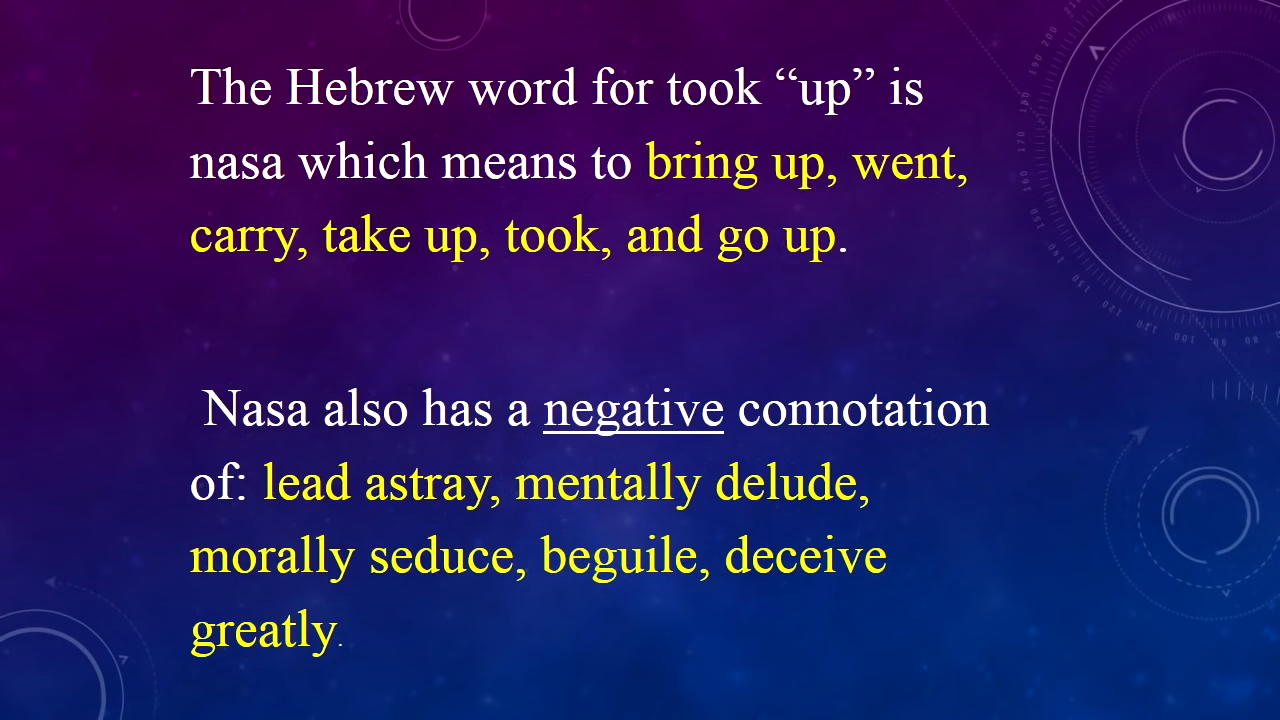 The Hebrew word for took “up” is
nasa which means to bring up, went,
carry, take up, took, and go up.
Nasa also has a negative connotation
of: lead astray, mentally delude,
morally seduce, beguile, deceive
greatly.